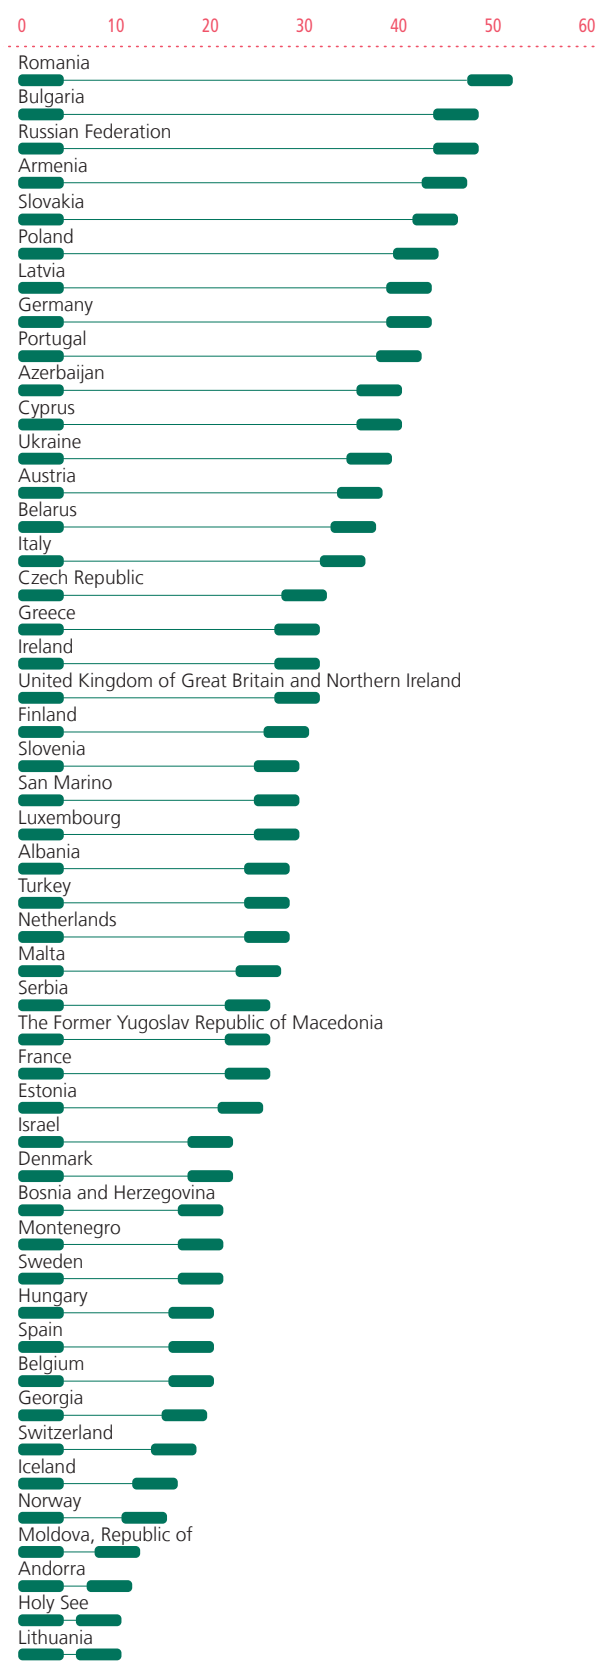 0 10 20 30 40 50 60
Romania
Bulgaria
Russian Federation
Armenia
Slovakia
Poland
Latvia
Germany
Portugal
Azerbaijan
Cyprus
Ukraine
Austria
Belarus
Italy
Czech Republic
Greece
Ireland
United Kingdom of Great Britain and Northern Ireland
Finland
Slovenia
San Marino
Luxembourg
Albania
Turkey
Netherlands
Malta
Serbia
The Former Yugoslav Republic of Macedonia
France
Estonia
Israel
Denmark
Bosnia and Herzegovina
Montenegro
Sweden
Hungary
Spain
Belgium
Georgia
Switzerland
Iceland
Norway
Moldova, Republic of
Andorra
Holy See
Lithuania